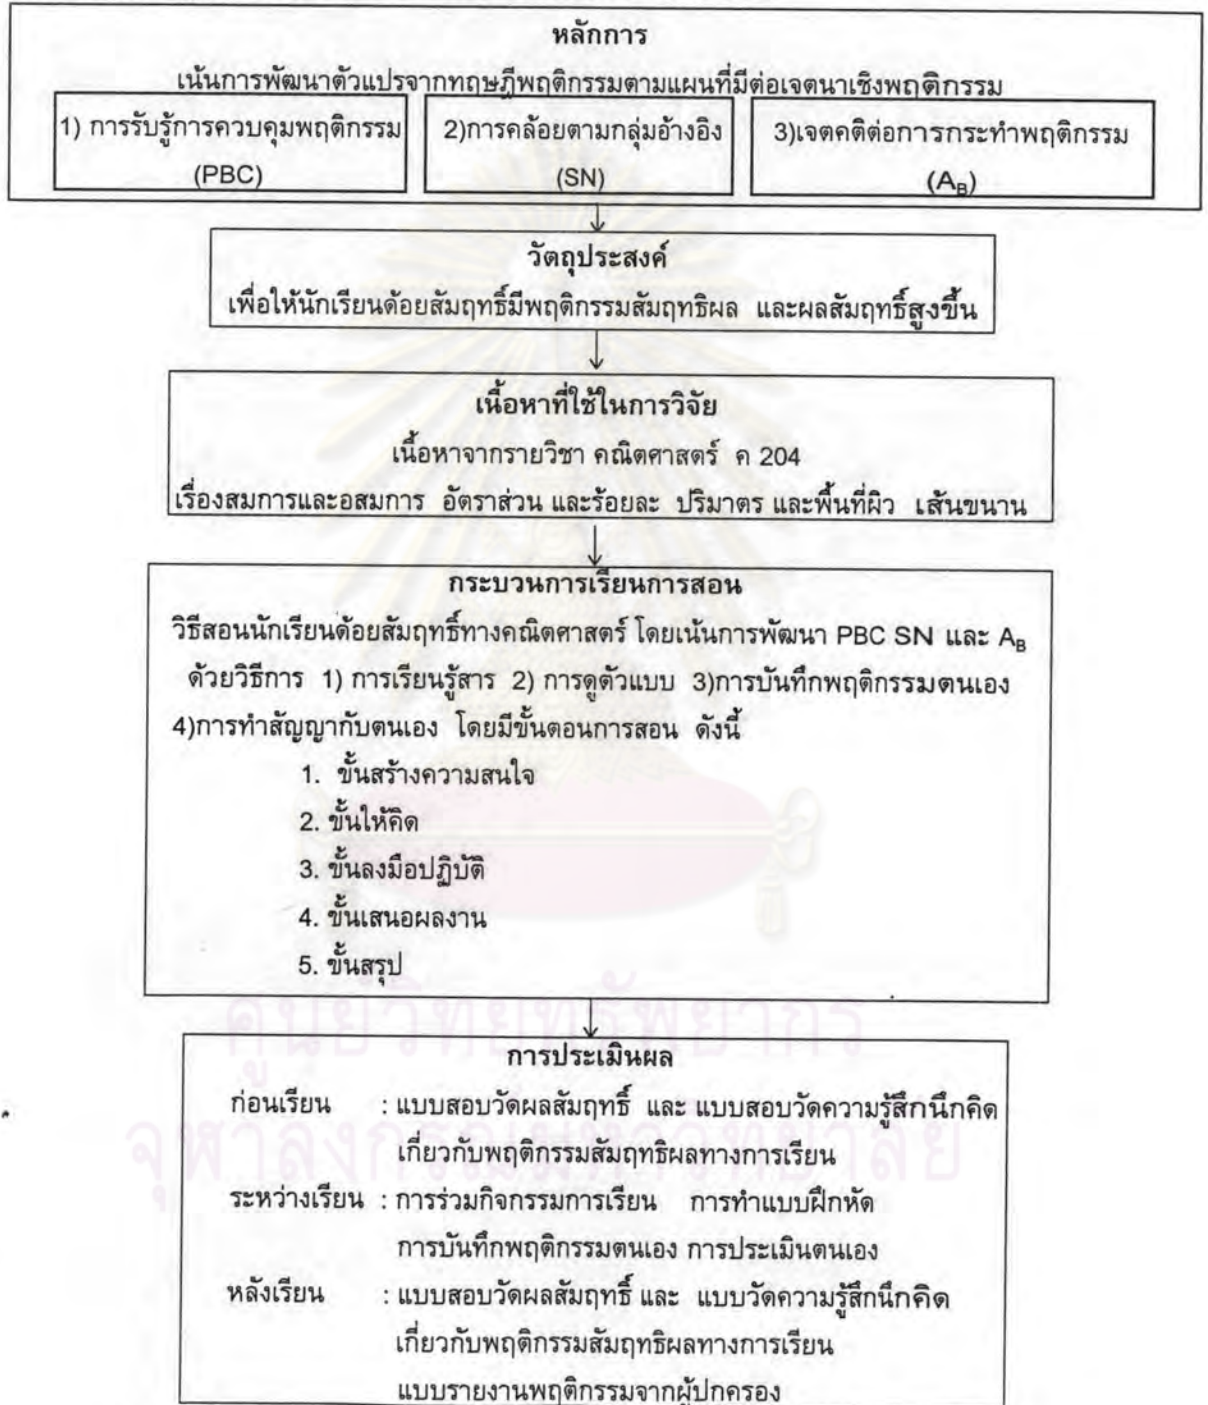 หลักการ
เน้นการพัฒนาตัวแปรจากทฤษฎีพฤติกรรมตามแผนที่มีต่อเจตนาเชิงพฤติกรรม
1) การรับรู้การควบคุมพฤติกรรม
(PBC)
2)การคล้อยตามกลุ่มอ้างอิง
(SN)
3)เจตคติต่อการกระทำพฤติกรรม
(A_B)
วัตถุประสงค์
เพื่อให้นักเรียนด้อยสัมฤทธิ์มีพฤติกรรมสัมฤทธิผล และผลสัมฤทธิ์สูงขึ้น
เนื้อหาที่ใช้ในการวิจัย
เนื้อหาจากรายวิชา คณิตศาสตร์ ค 204
เรื่องสมการและอสมการ อัตราส่วน และร้อยละ ปริมาตร และพื้นที่ผิว เส้นขนาน
กระบวนการเรียนการสอน
วิธีสอนนักเรียนด้อยสัมฤทธิ์ทางคณิตศาสตร์ โดยเน้นการพัฒนา PBC SN และ A_B
ด้วยวิธีการ 1) การเรียนรู้สาร 2) การดูตัวแบบ 3)การบันทึกพฤติกรรมตนเอง
4)การทำสัญญากับตนเอง โดยมีขั้นตอนการสอน ดังนี้
1. ขั้นสร้างความสนใจ
2. ขั้นให้คิด
3. ขั้นลงมือปฏิบัติ
4. ขั้นเสนอผลงาน
5. ขั้นสรุป
การประเมินผล
ก่อนเรียน : แบบสอบวัดผลสัมฤทธิ์ และ แบบสอบวัดความรู้สึกนึกคิด
เกี่ยวกับพฤติกรรมสัมฤทธิผลทางการเรียน
ระหว่างเรียน : การร่วมกิจกรรมการเรียน การทำแบบฝึกหัด
การบันทึกพฤติกรรมตนเอง การประเมินตนเอง
หลังเรียน : แบบสอบวัดผลสัมฤทธิ์ และ แบบวัดความรู้สึกนึกคิด
เกี่ยวกับพฤติกรรมสัมฤทธิผลทางการเรียน
แบบรายงานพฤติกรรมจากผู้ปกครอง
ศูนย์วิทยทรัพยากร
จุฬาลงกรณ์มหาวิทยาลัย